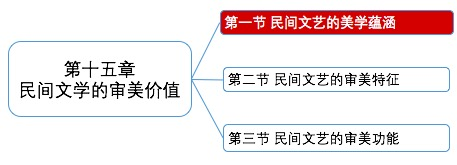 第十五章
民间文学的审美价值
第一节 民间文艺的美学蕴涵
第二节 民间文艺的审美特征
第三节 民间文艺的审美功能